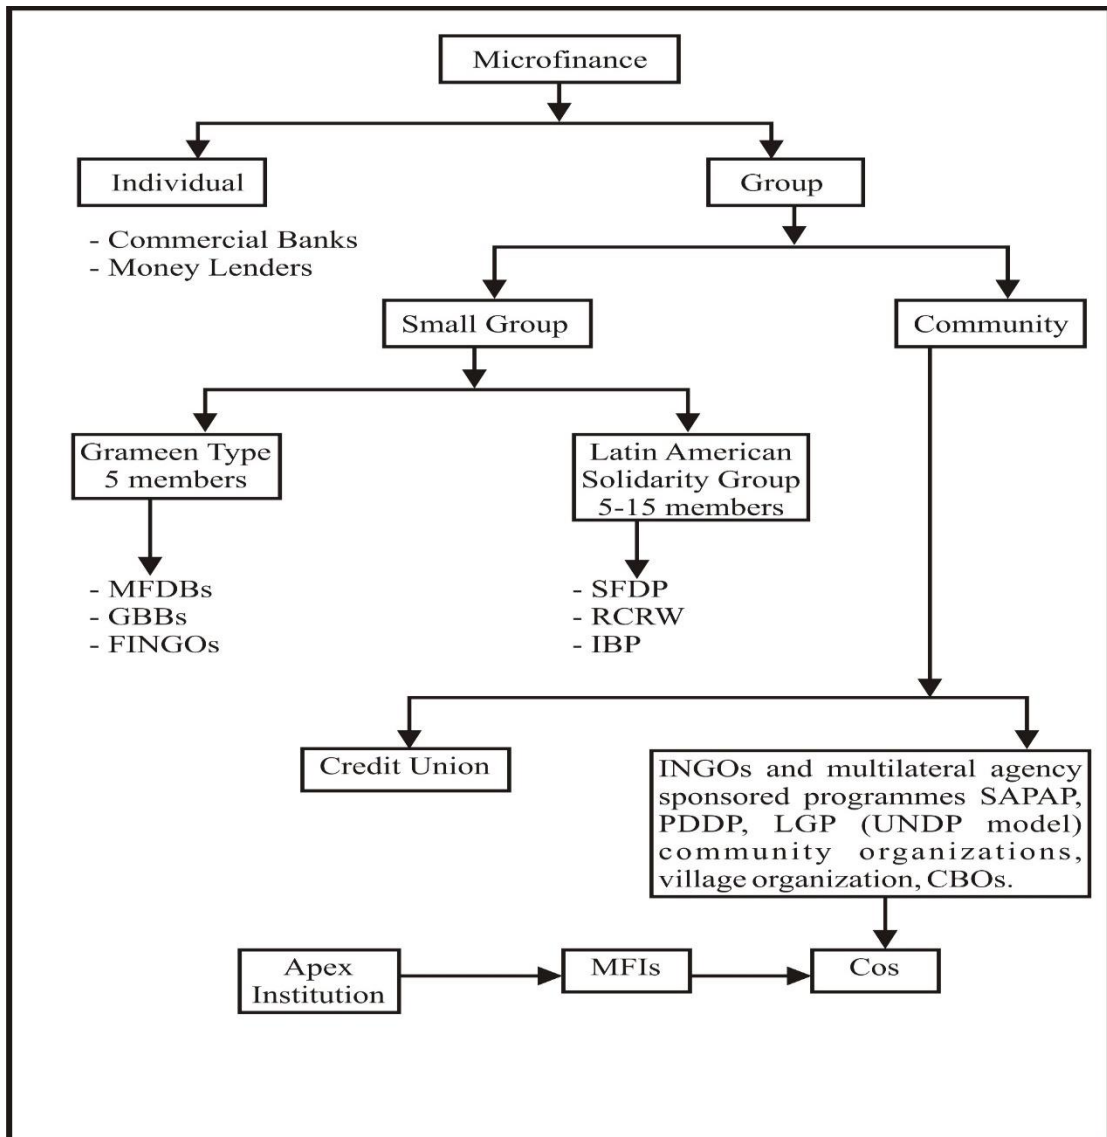 Microfinance
Individual
Group
- Commercial Banks
- Money Lenders
Small Group
Community
Grameen Type
5 members
Latin American
Solidarity Group
5-15 members
- MFDBs
- GBBs
- FINGOs
- SFDP
- RCRW
- IBP
Credit Union
INGOs and multilateral agency
sponsored programmes SAPAP,
PDDP, LGP (UNDP model)
community organizations,
village organization, CBOs.
Apex
Institution
MFIs
Cos